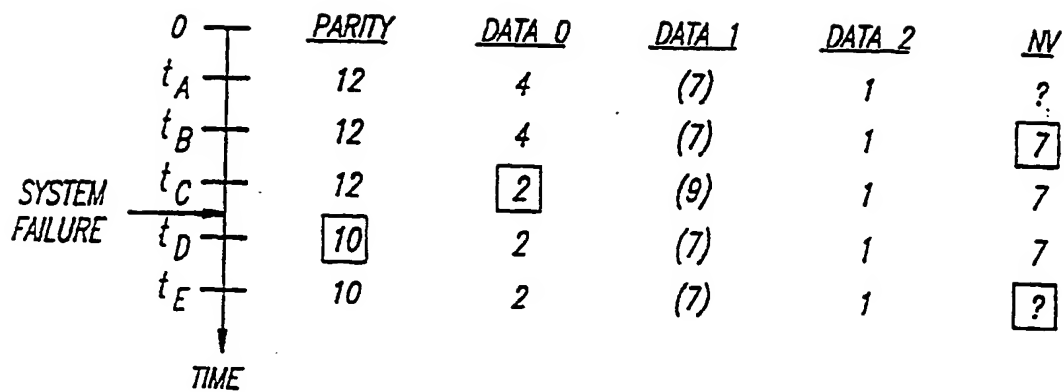 0 PARITY DATA 0 DATA 1 DATA 2 NV
tA 12 4 (7) 1 ?
tB 12 4 (7) 1 7
tC 12 2 (9) 1 7
SYSTEM
FAILURE
tD 10 2 (7) 1 7
tE 10 2 (7) 1 ?
TIME